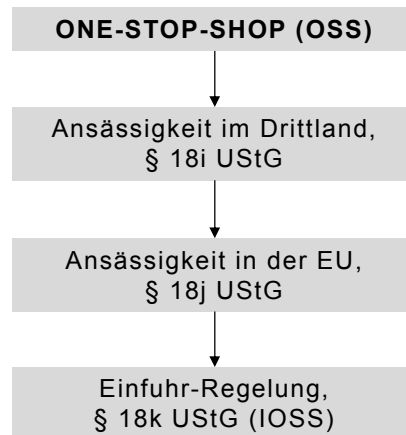 ONE-STOP-SHOP (OSS)
Ansässigkeit im Drittland,
§ 18i UStG
Ansässigkeit in der EU,
§ 18j UStG
Einfuhr-Regelung,
§ 18k UStG (IOSS)